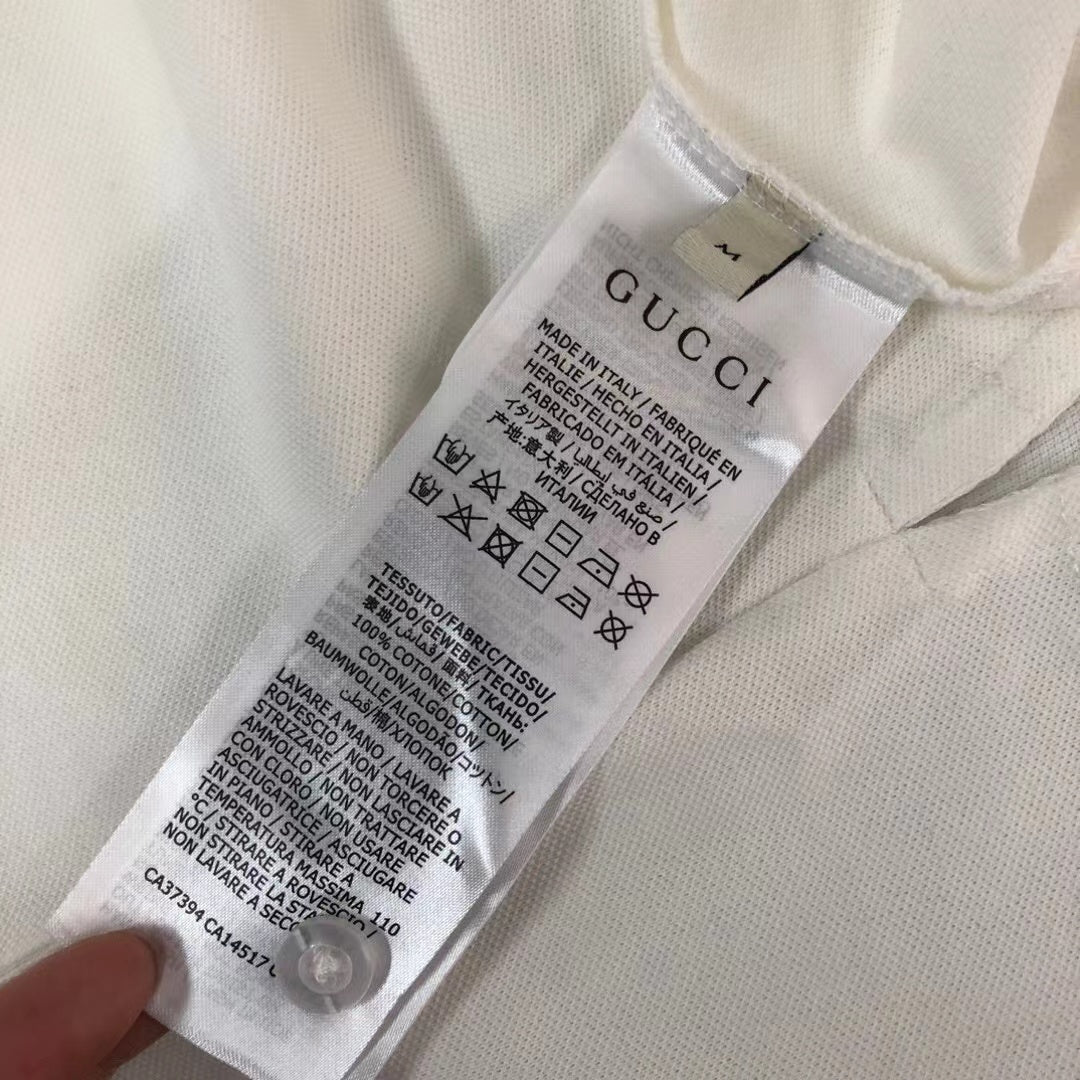 M
GUCCI
MADE IN ITALY / FABRIQUÉ EN
ITALIE / HECHO EN ITALIA /
HERGESTELLT IN ITALIEN /
FABRICADO EM ITÁLIA /
イタリア製 / صنع في إيطاليا /
产地:意大利 / СДЕЛАНО В
ИТАЛИИ
TESSUTO/FABRIC/TISSU/
TEJIDO/GEWEBE/TECIDO/
表地/قماش/面料/ТКАНЬ:
100% COTONE/COTTON/
COTON/ALGODON/
BAUMWOLLE/ALGODÃO/コットン/
قطن/棉/ХЛОПОК
LAVARE A MANO / LAVARE A
ROVESCIO / NON TORCERE O
STRIZZARE / NON LASCIARE IN
AMMOLLO / NON TRATTARE
CON CLORO / NON USARE
ASCIUGATRICE / ASCIUGARE
IN PIANO / STIRARE A
TEMPERATURA MASSIMA 110
°C / STIRARE A ROVESCIO /
NON STIRARE LA STA
NON LAVARE A SECC
CA37394 CA14517